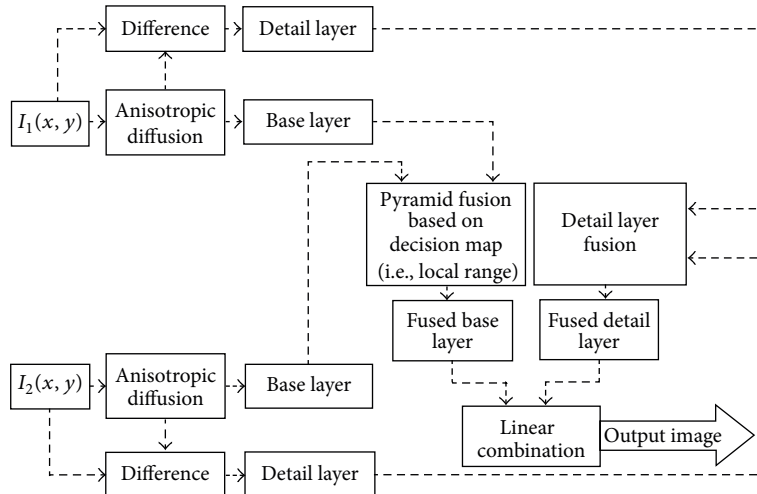 Difference
Detail layer
I₁(x, y)
Anisotropic
diffusion
Base layer
Pyramid fusion
based on
decision map
(i.e., local range)
Detail layer
fusion
Fused base
layer
Fused detail
layer
I₂(x, y)
Anisotropic
diffusion
Base layer
Linear
combination
Output image
Difference
Detail layer